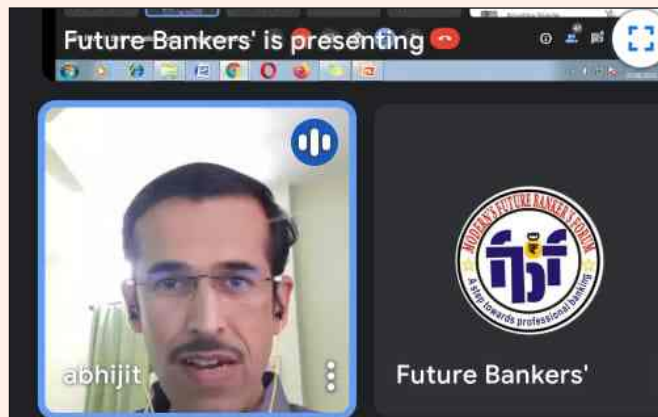 Future Bankers' is presenting
MODERN'S FUTURE BANKER'S FORUM
fbf
A step towards professional banking
abhijit
Future Bankers'